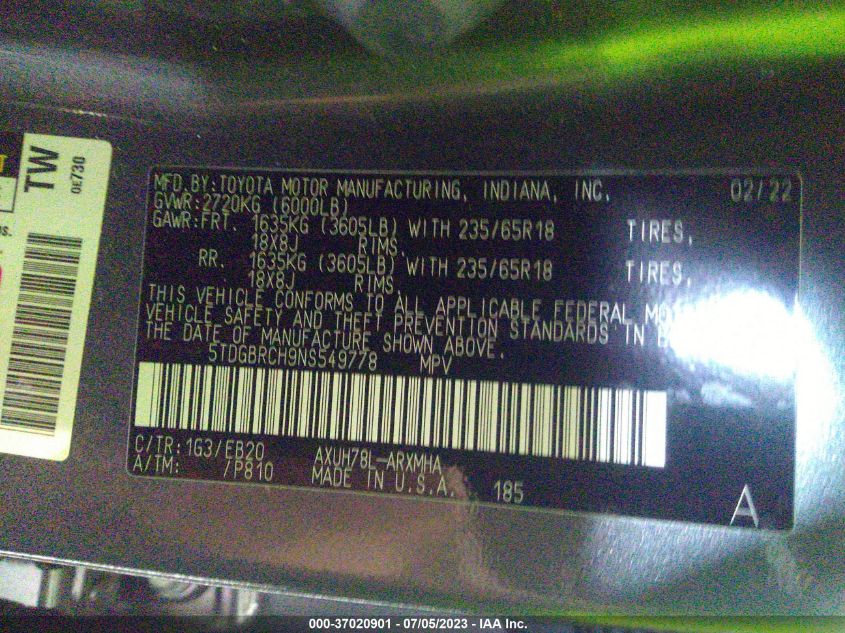 TW
0E730
MFD.BY:TOYOTA MOTOR MANUFACTURING, INDIANA, INC. 02/22
GVWR:2720KG (6000LB)
GAWR:FRT. 1635KG (3605LB) WITH 235/65R18 TIRES,
18X8J RIMS,
RR. 1635KG (3605LB) WITH 235/65R18 TIRES,
18X8J RIMS
THIS VEHICLE CONFORMS TO ALL APPLICABLE FEDERAL
VEHICLE SAFETY AND THEFT PREVENTION STANDARDS IN
THE DATE OF MANUFACTURE SHOWN ABOVE.
5TDGBRCH9NS549778 MPV
C/TR:1G3/EB20 AXUH78L-ARXMHA
A/TM: /P810 MADE IN U.S.A. 185
A
000-37020901 - 07/05/2023 - IAA Inc.